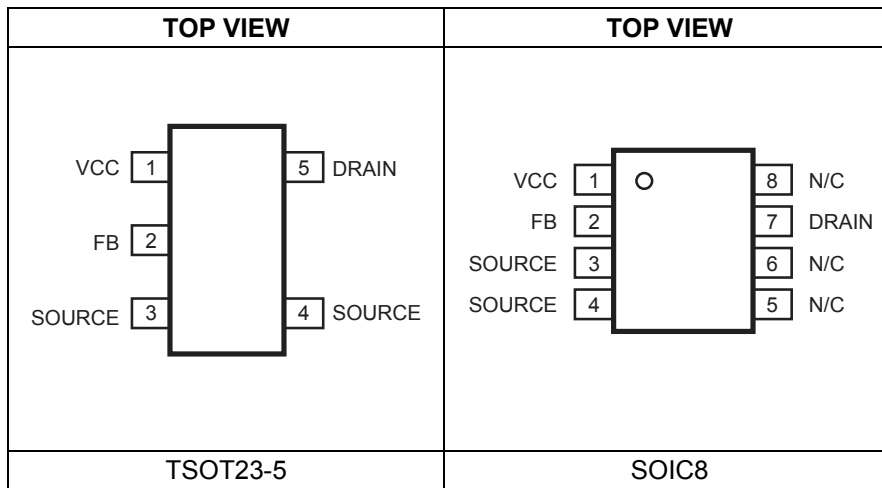 TOP VIEW
TOP VIEW
VCC 1 5 DRAIN
FB 2
SOURCE 3 4 SOURCE
VCC 1 8 N/C
FB 2 7 DRAIN
SOURCE 3 6 N/C
SOURCE 4 5 N/C
TSOT23-5
SOIC8